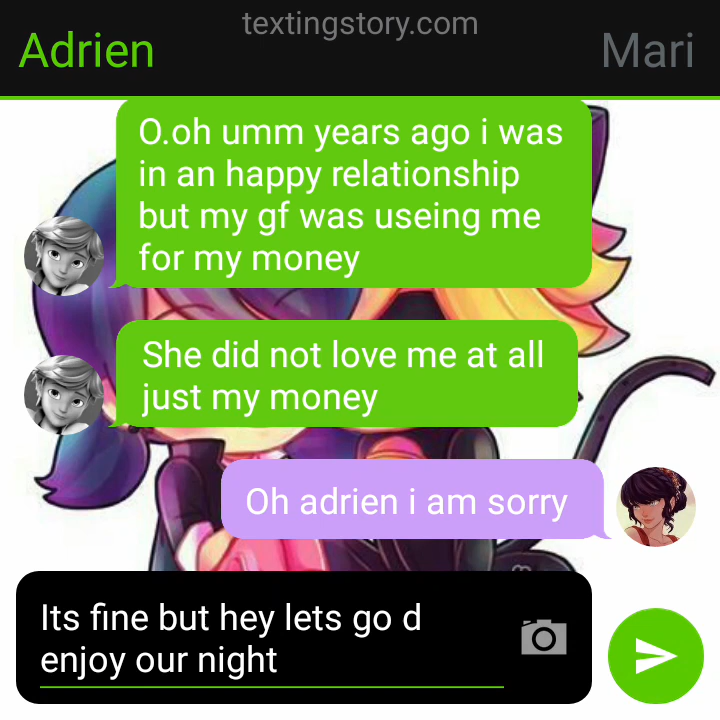 textingstory.com
Adrien
Mari
O.oh umm years ago i was
in an happy relationship
but my gf was useing me
for my money
She did not love me at all
just my money
Oh adrien i am sorry
Its fine but hey lets go d
enjoy our night